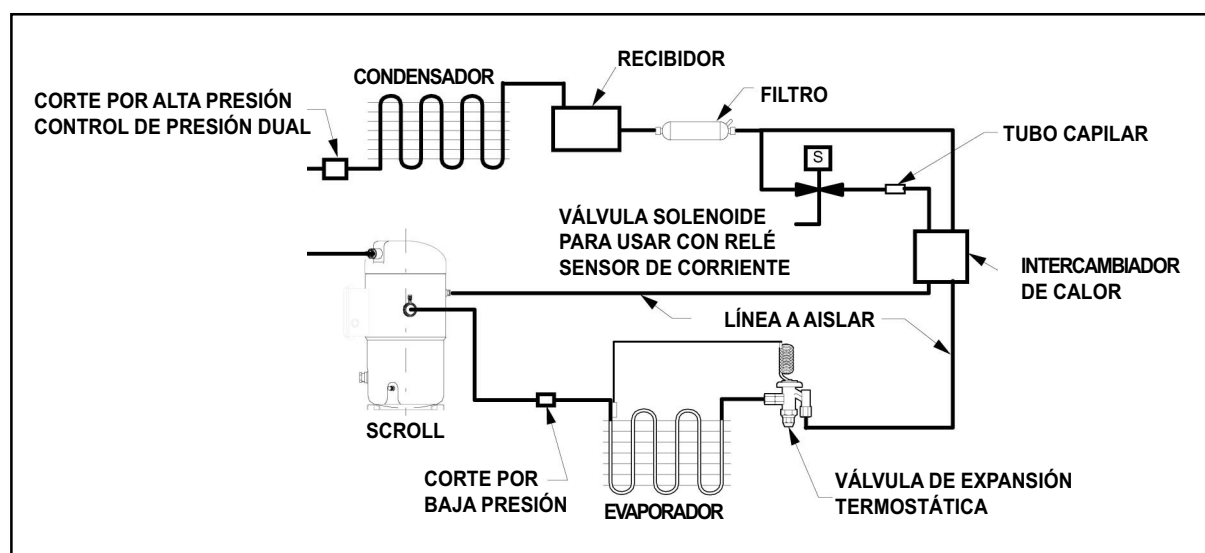 RECIBIDOR
CONDENSADOR
FILTRO
CORTE POR ALTA PRESIÓN
CONTROL DE PRESIÓN DUAL
TUBO CAPILAR
S
VÁLVULA SOLENOIDE
PARA USAR CON RELÉ
SENSOR DE CORRIENTE
INTERCAMBIADOR
DE CALOR
LÍNEA A AISLAR
SCROLL
CORTE POR
BAJA PRESIÓN
EVAPORADOR
VÁLVULA DE EXPANSIÓN
TERMOSTÁTICA